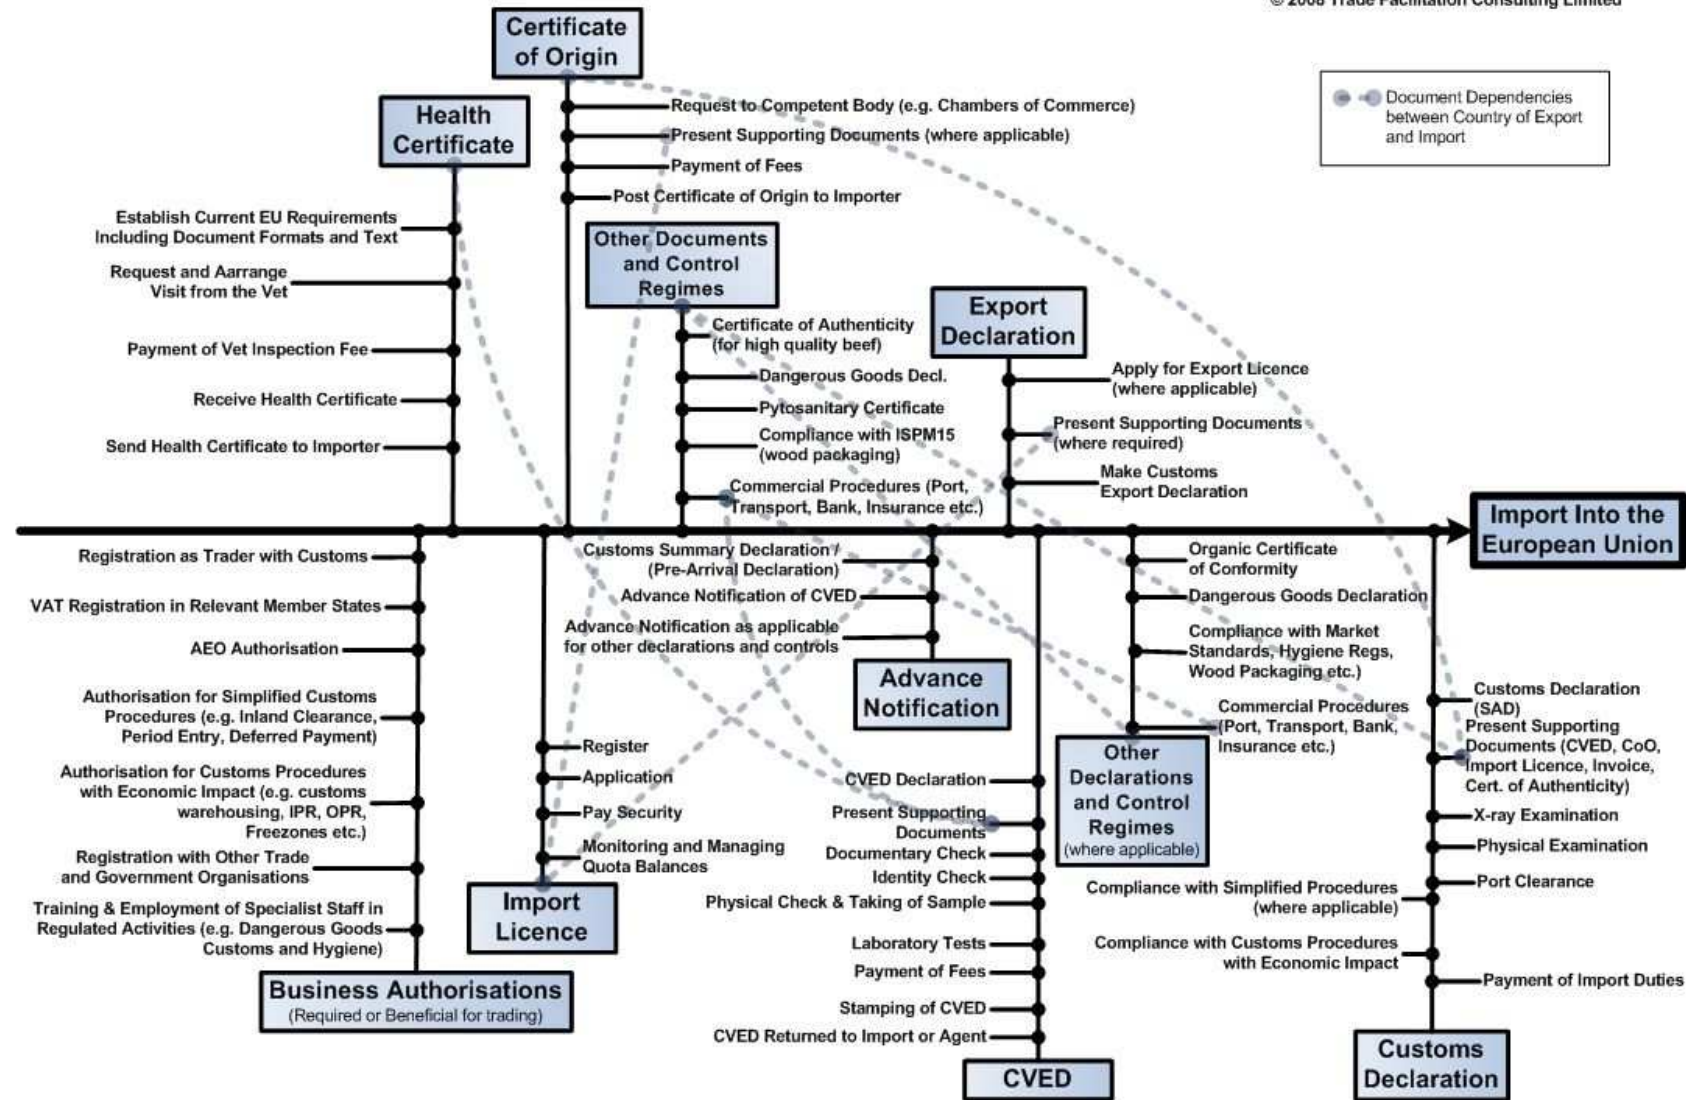 © 2008 Trade Facilitation Consulting Limited
Certificate
of Origin
Request to Competent Body (e.g. Chambers of Commerce)
Present Supporting Documents (where applicable)
Payment of Fees
Post Certificate of Origin to Importer
Document Dependencies
between Country of Export
and Import
Health
Certificate
Establish Current EU Requirements
Including Document Formats and Text
Request and Aarrange
Visit from the Vet
Payment of Vet Inspection Fee
Receive Health Certificate
Send Health Certificate to Importer
Other Documents
and Control
Regimes
Certificate of Authenticity
(for high quality beef)
Dangerous Goods Decl.
Pytosanitary Certificate
Compliance with ISPM15
(wood packaging)
Commercial Procedures (Port,
Transport, Bank, Insurance etc.)
Export
Declaration
Apply for Export Licence
(where applicable)
Present Supporting Documents
(where required)
Make Customs
Export Declaration
Import Into the
European Union
Registration as Trader with Customs
VAT Registration in Relevant Member States
AEO Authorisation
Authorisation for Simplified Customs
Procedures (e.g. Inland Clearance,
Period Entry, Deferred Payment)
Authorisation for Customs Procedures
with Economic Impact (e.g. customs
warehousing, IPR, OPR,
Freezones etc.)
Registration with Other Trade
and Government Organisations
Training & Employment of Specialist Staff in
Regulated Activities (e.g. Dangerous Goods
Customs and Hygiene)
Business Authorisations
(Required or Beneficial for trading)
Register
Application
Pay Security
Monitoring and Managing
Quota Balances
Import
Licence
Customs Summary Declaration /
(Pre-Arrival Declaration)
Advance Notification of CVED
Advance Notification as applicable
for other declarations and controls
Advance
Notification
CVED Declaration
Present Supporting
Documents
Documentary Check
Identity Check
Physical Check & Taking of Sample
Laboratory Tests
Payment of Fees
Stamping of CVED
CVED Returned to Import or Agent
CVED
Organic Certificate
of Conformity
Dangerous Goods Declaration
Compliance with Market
Standards, Hygiene Regs,
Wood Packaging etc.)
Commercial Procedures
(Port, Transport, Bank,
Insurance etc.)
Other
Declarations
and Control
Regimes
(where applicable)
Customs Declaration
(SAD)
Present Supporting
Documents (CVED, CoO,
Import Licence, Invoice,
Cert. of Authenticity)
X-ray Examination
Physical Examination
Port Clearance
Compliance with Simplified Procedures
(where applicable)
Compliance with Customs Procedures
with Economic Impact
Payment of Import Duties
Customs
Declaration